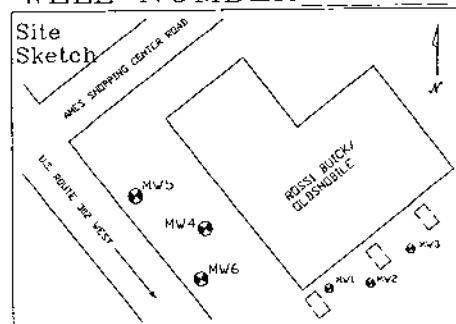 WELL NUMBER
Site
Sketch
AMES SHOPPING CENTER ROAD
N
U.S. ROUTE 302 WEST
ROSSI BUICK/
OLDSMOBILE
MW5
MW4
MW6
MW3
MW1
MW2